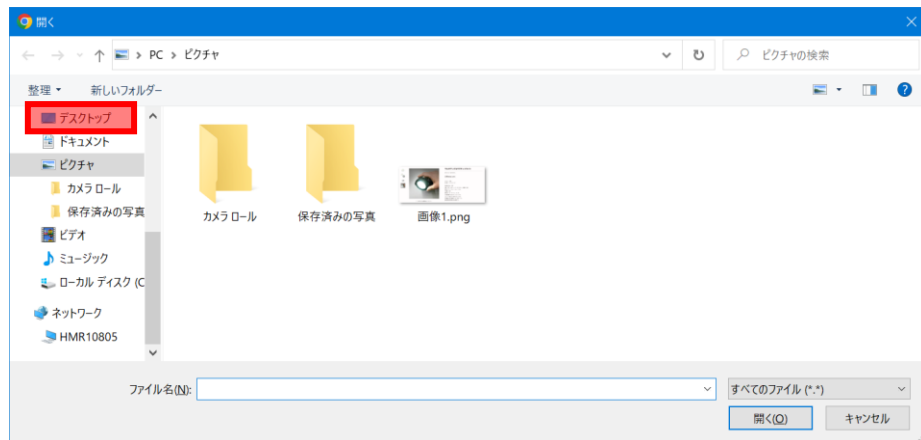 開く
PC › ピクチャ
ピクチャの検索
整理
新しいフォルダー
デスクトップ
ドキュメント
ピクチャ
カメラ ロール
保存済みの写真
ビデオ
ミュージック
ローカル ディスク (C
ネットワーク
HMR10805
カメラ ロール
保存済みの写真
画像1.png
ファイル名(N):
すべてのファイル (*.*)
開く(O)
キャンセル